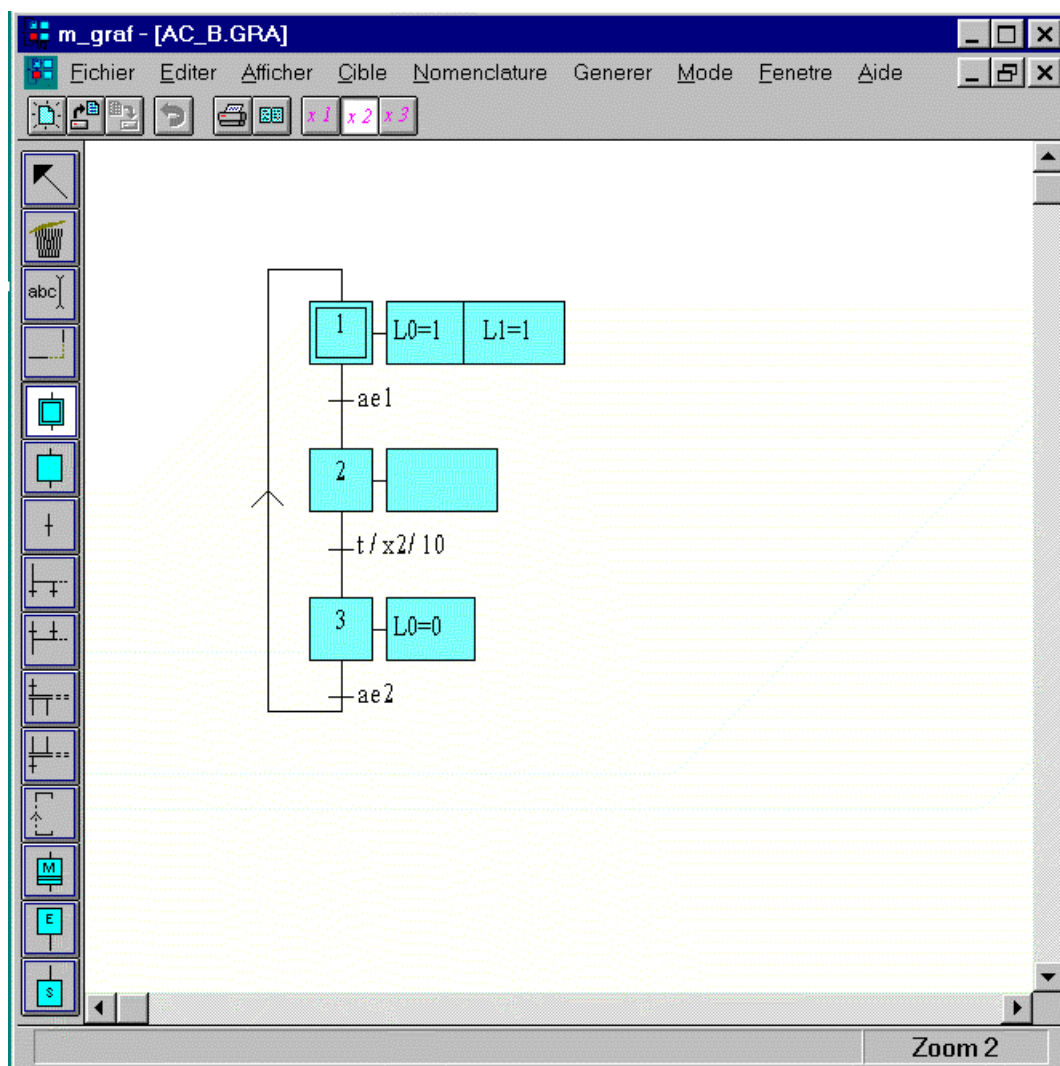 m_graf - [AC_B.GRA]
Fichier Editer Afficher Cible Nomenclature Generer Mode Fenetre Aide
x 1 x 2 x 3
abc
1 L0=1 L1=1
ae1
2
t / x2/ 10
3 L0=0
ae2
M
E
S
Zoom 2